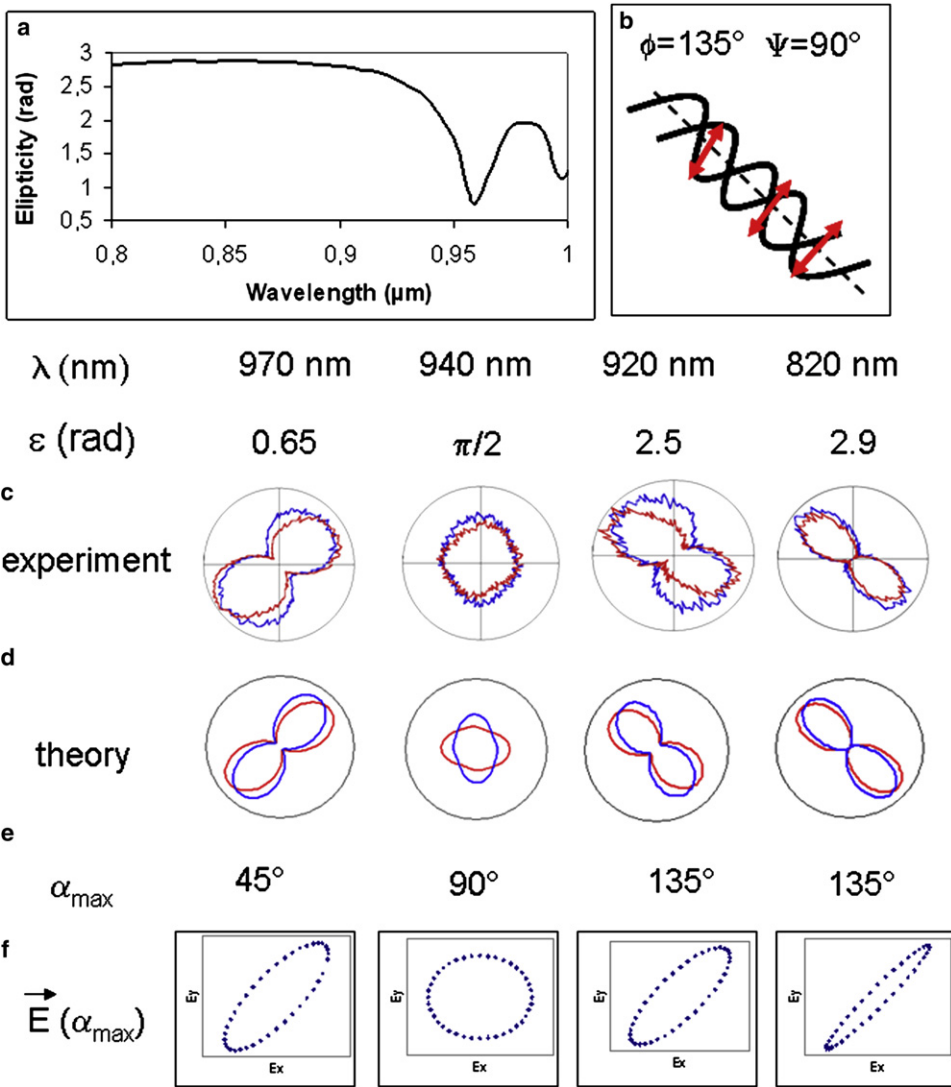 a
Elipticity (rad)
3
2,5
2
1,5
1
0,5
0,8 0,85 0,9 0,95 1
Wavelength (μm)
b
ϕ=135° Ψ=90°
λ (nm) 970 nm 940 nm 920 nm 820 nm
ε (rad) 0.65 π/2 2.5 2.9
c
experiment
d
theory
e
α_max 45° 90° 135° 135°
f
E⃗ (α_max)
Ey Ey Ey Ey
Ex Ex Ex Ex